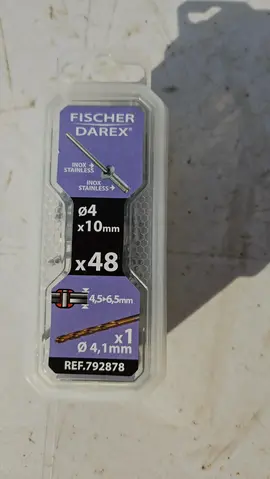 FISCHER
DAREX®
INOX
STAINLESS
INOX
STAINLESS
Ø4
x10mm
x48
4,5▸6,5mm
x1
Ø 4,1mm
REF.792878